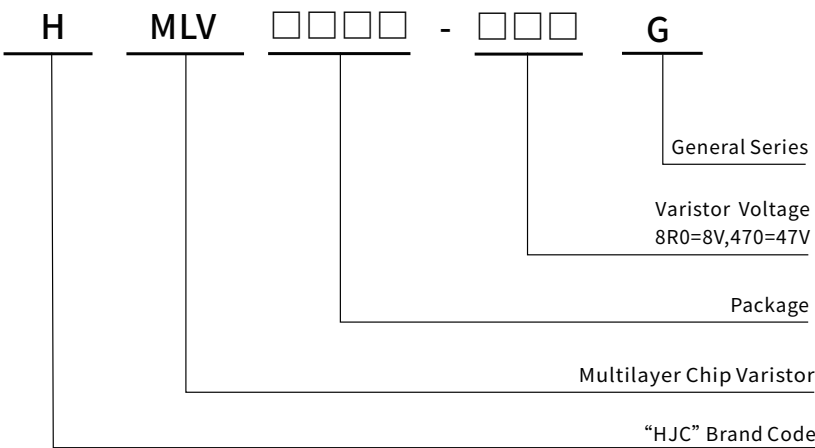 H MLV □□□□ - □□□ G
General Series
Varistor Voltage
8R0=8V,470=47V
Package
Multilayer Chip Varistor
“HJC” Brand Code